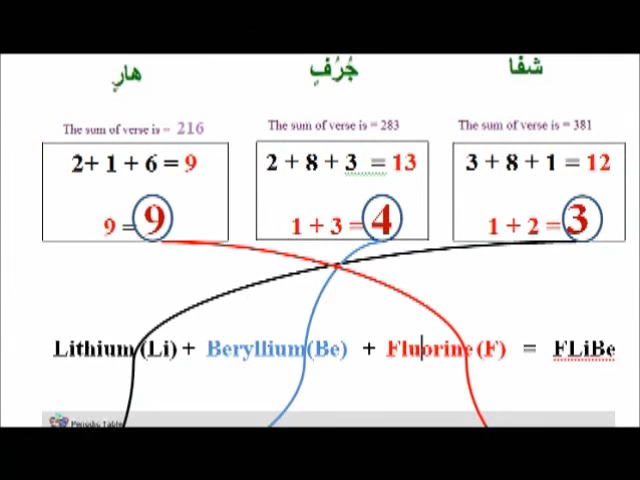 شفا جُرُفٍ هارٍ
The sum of verse is = 216 The sum of verse is = 283 The sum of verse is = 381
2+ 1 + 6 = 9 2 + 8 + 3 = 13 3 + 8 + 1 = 12
9 = 9 1 + 3 = 4 1 + 2 = 3
Lithium (Li) + Beryllium(Be) + Fluorine (F) = FLiBe
Periodic Table